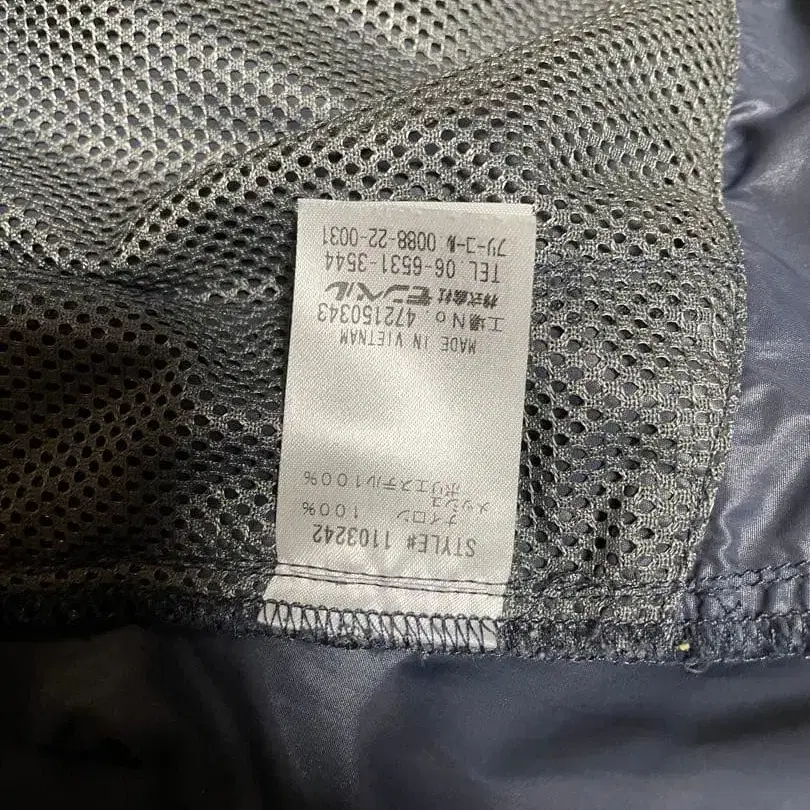 STYLE# 1103242
ナイロン 100%
メッシュ
ポリエステル100%
MADE IN VIETNAM
工場No. 472150343
株式会社モンベル
TEL 06-6531-3544
フリーコール 0088-22-0031